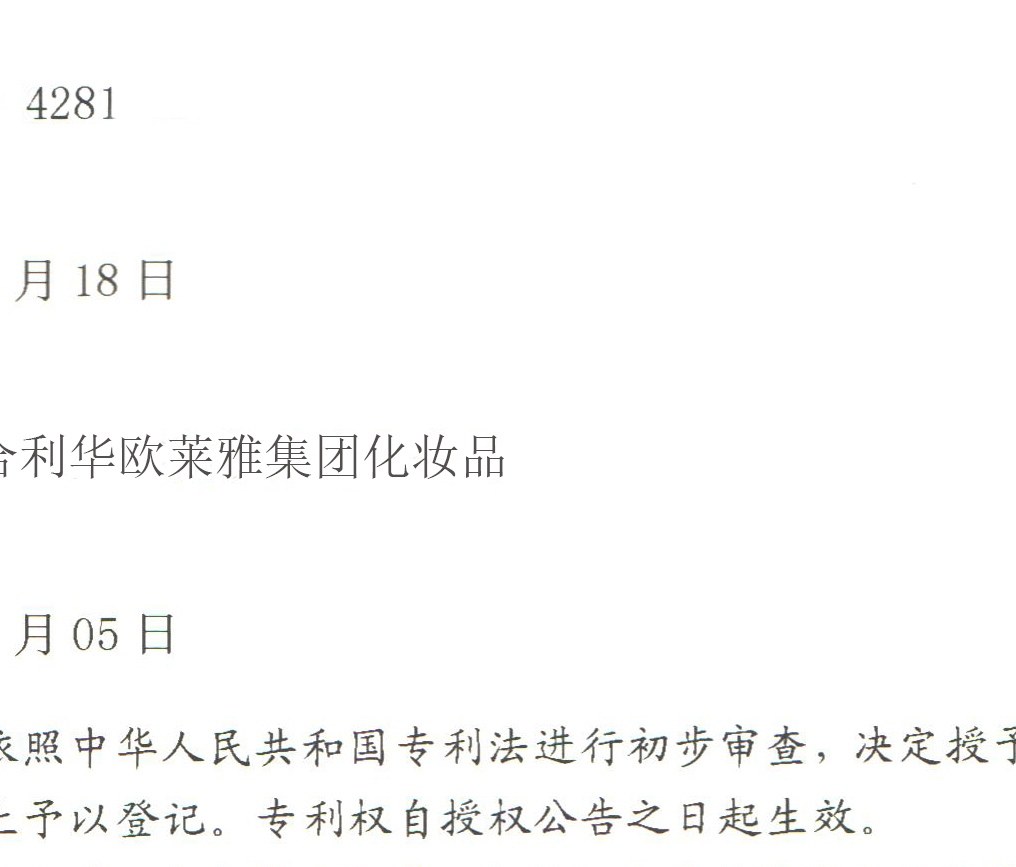 4281
月 18 日
合利华欧莱雅集团化妆品
月 05 日
依照中华人民共和国专利法进行初步审查，决定授予
上予以登记。专利权自授权公告之日起生效。